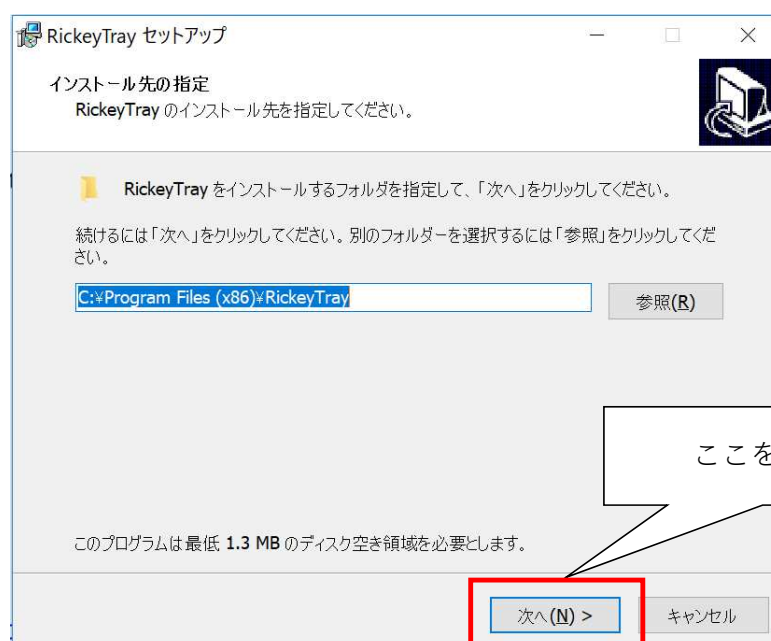 RickeyTray セットアップ
インストール先の指定
RickeyTray のインストール先を指定してください。
RickeyTray をインストールするフォルダを指定して、「次へ」をクリックしてください。
続けるには「次へ」をクリックしてください。別のフォルダーを選択するには「参照」をクリックしてくだ
さい。
C:¥Program Files (x86)¥RickeyTray
参照(R)
ここを
このプログラムは最低 1.3 MB のディスク空き領域を必要とします。
次へ(N) >
キャンセル